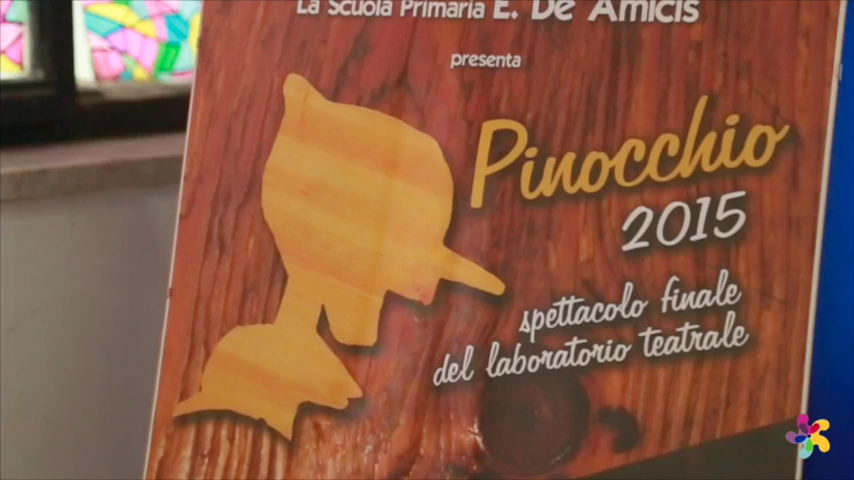 La Scuola Primaria E. De Amicis
presenta
Pinocchio
2015
spettacolo finale
del laboratorio teatrale